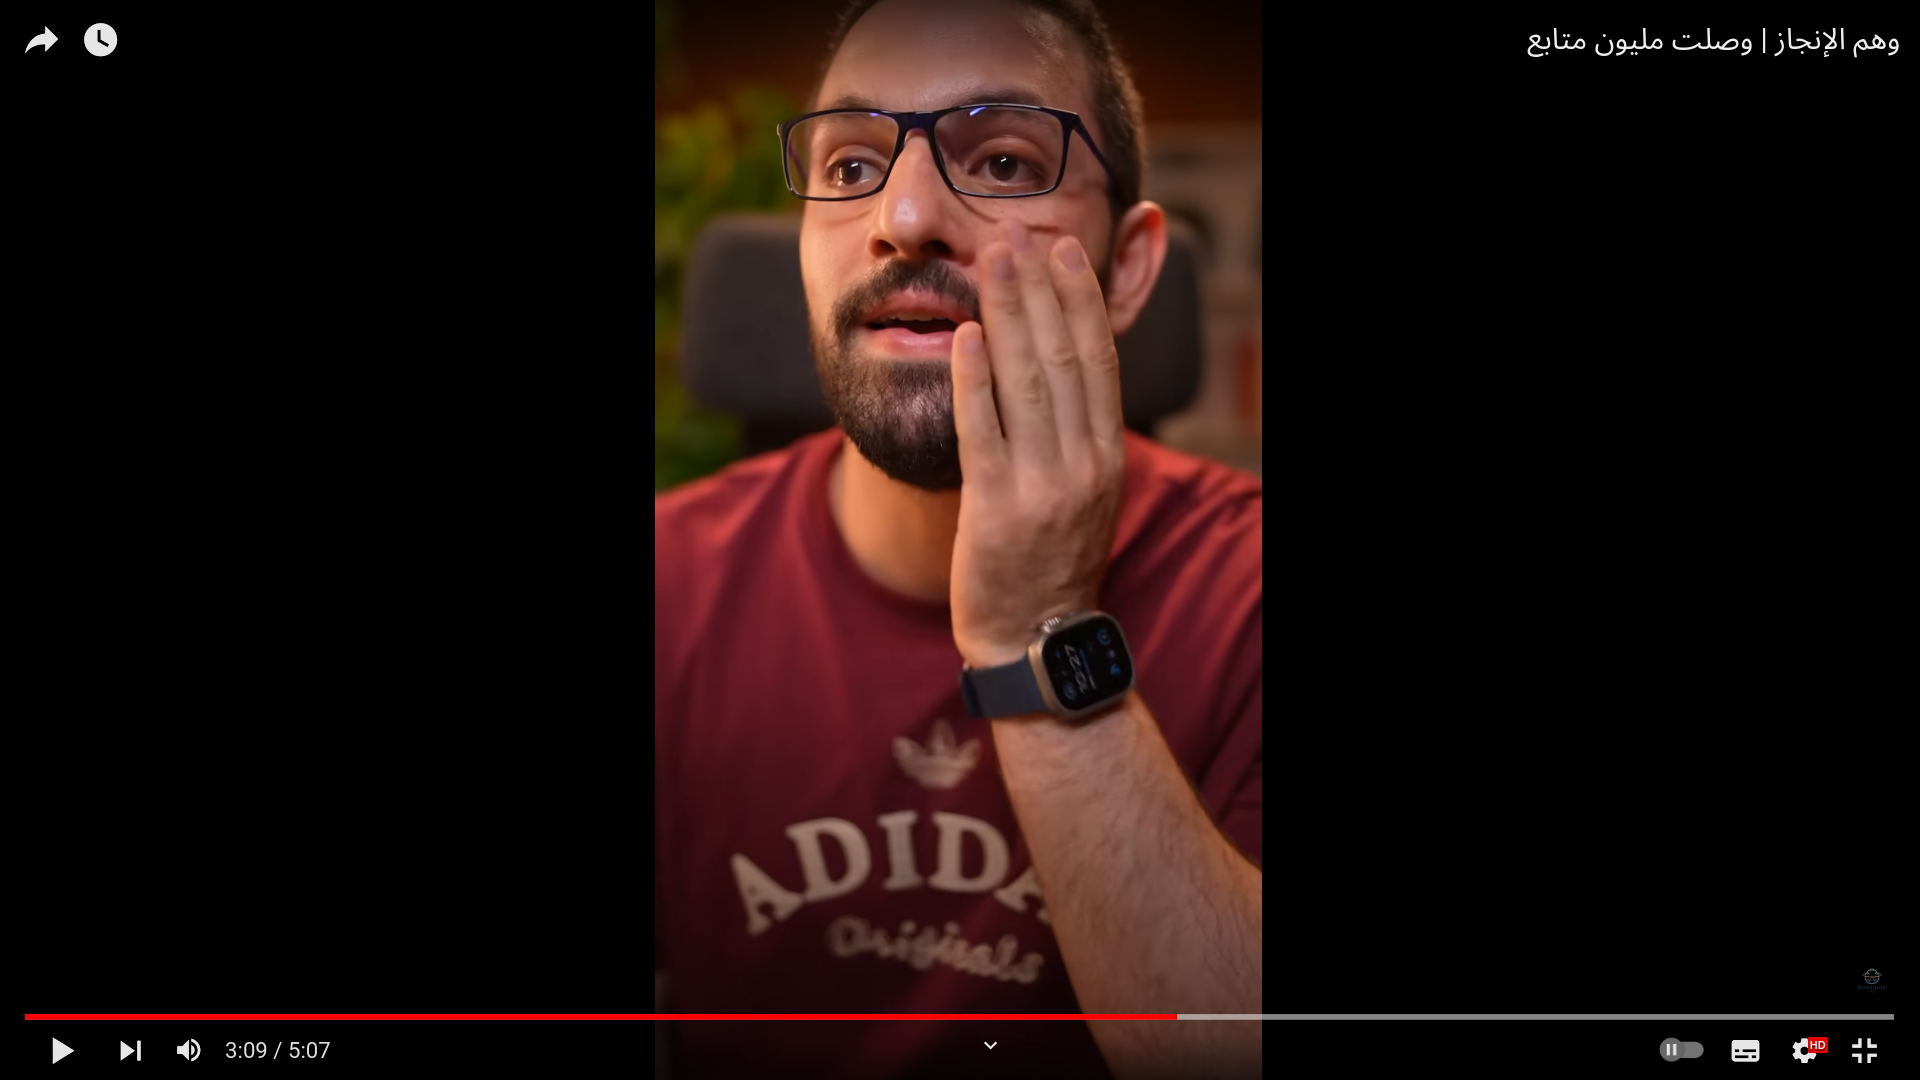 وهم الإنجاز | وصلت مليون متابع
ADIDA
Originals
3:09 / 5:07
HD